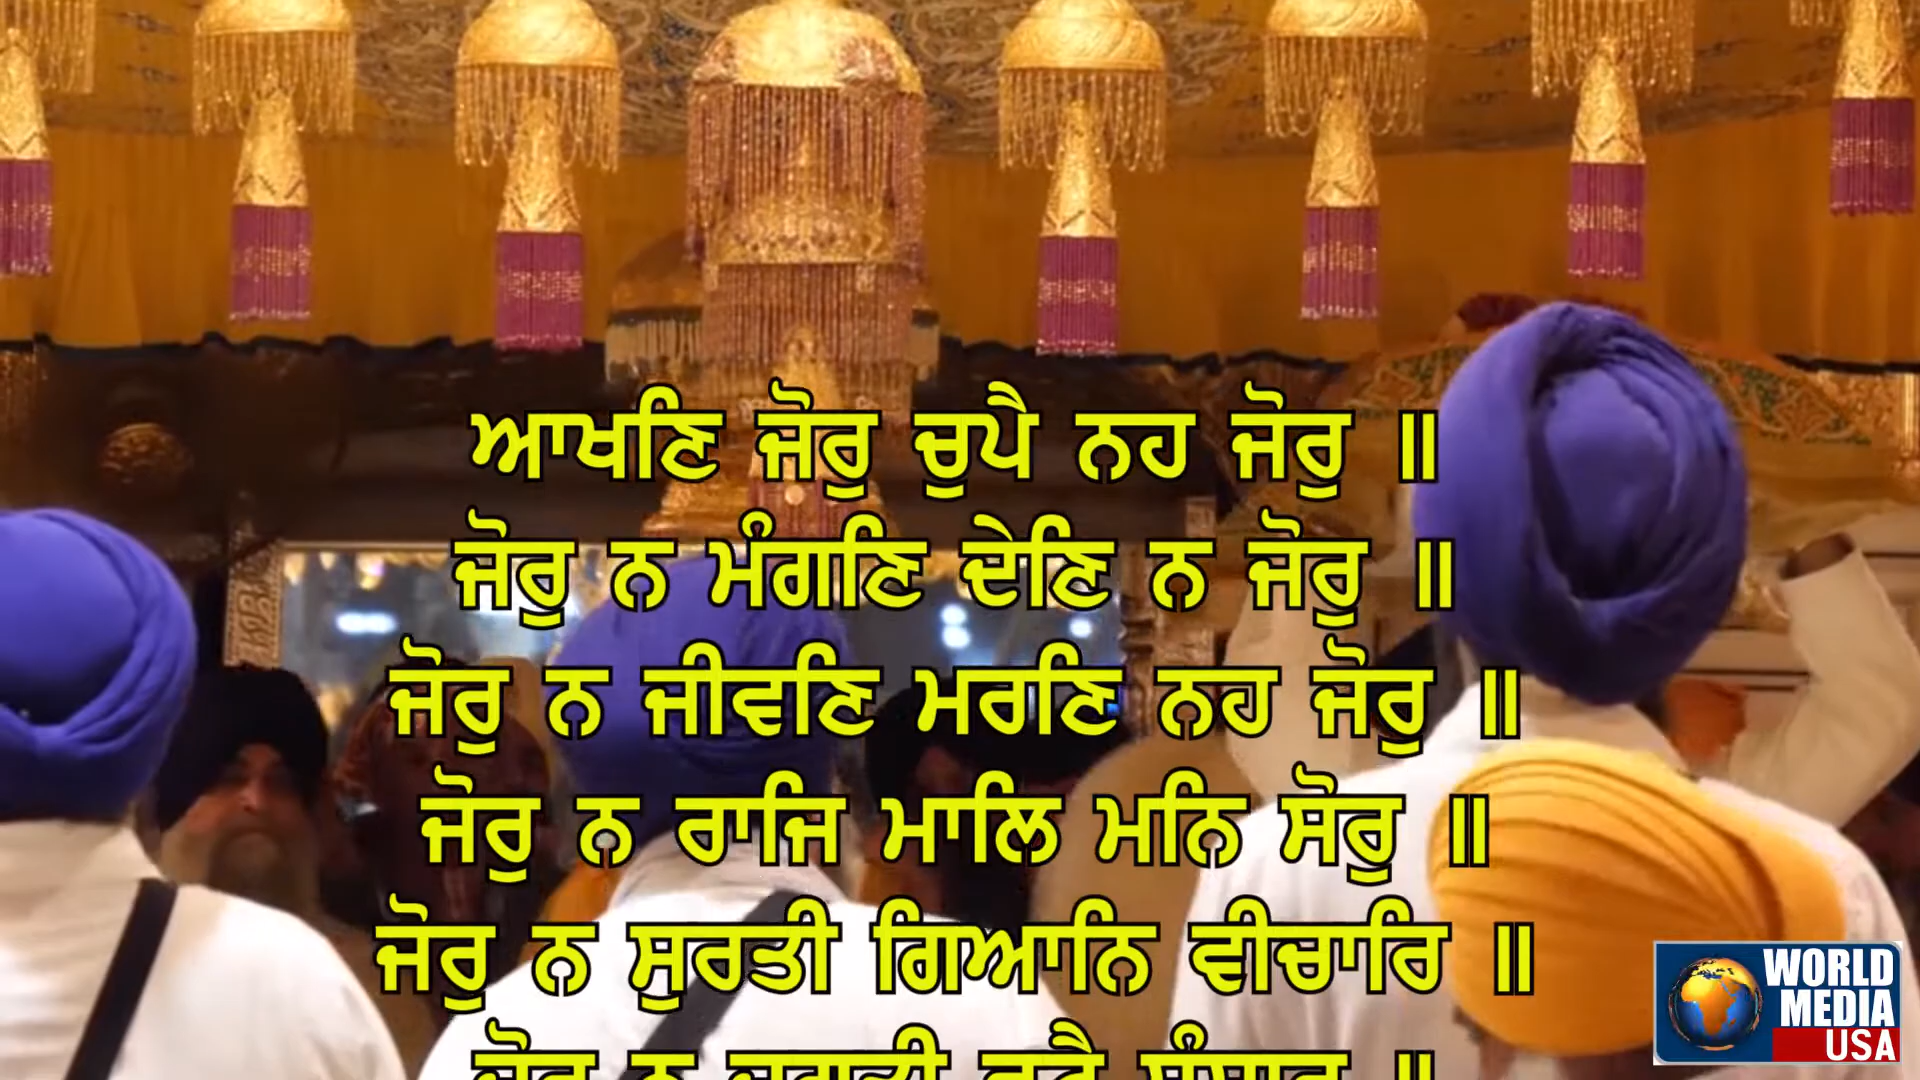 ਆਖਣਿ ਜੋਰੁ ਚੁਪੈ ਨਹ ਜੋਰੁ ॥
ਜੋਰੁ ਨ ਮੰਗਣਿ ਦੇਣਿ ਨ ਜੋਰੁ ॥
ਜੋਰੁ ਨ ਜੀਵਣਿ ਮਰਣਿ ਨਹ ਜੋਰੁ ॥
ਜੋਰੁ ਨ ਰਾਜਿ ਮਾਲਿ ਮਨਿ ਸੋਰੁ ॥
ਜੋਰੁ ਨ ਸੁਰਤੀ ਗਿਆਨਿ ਵੀਚਾਰਿ ॥
WORLD
MEDIA
USA